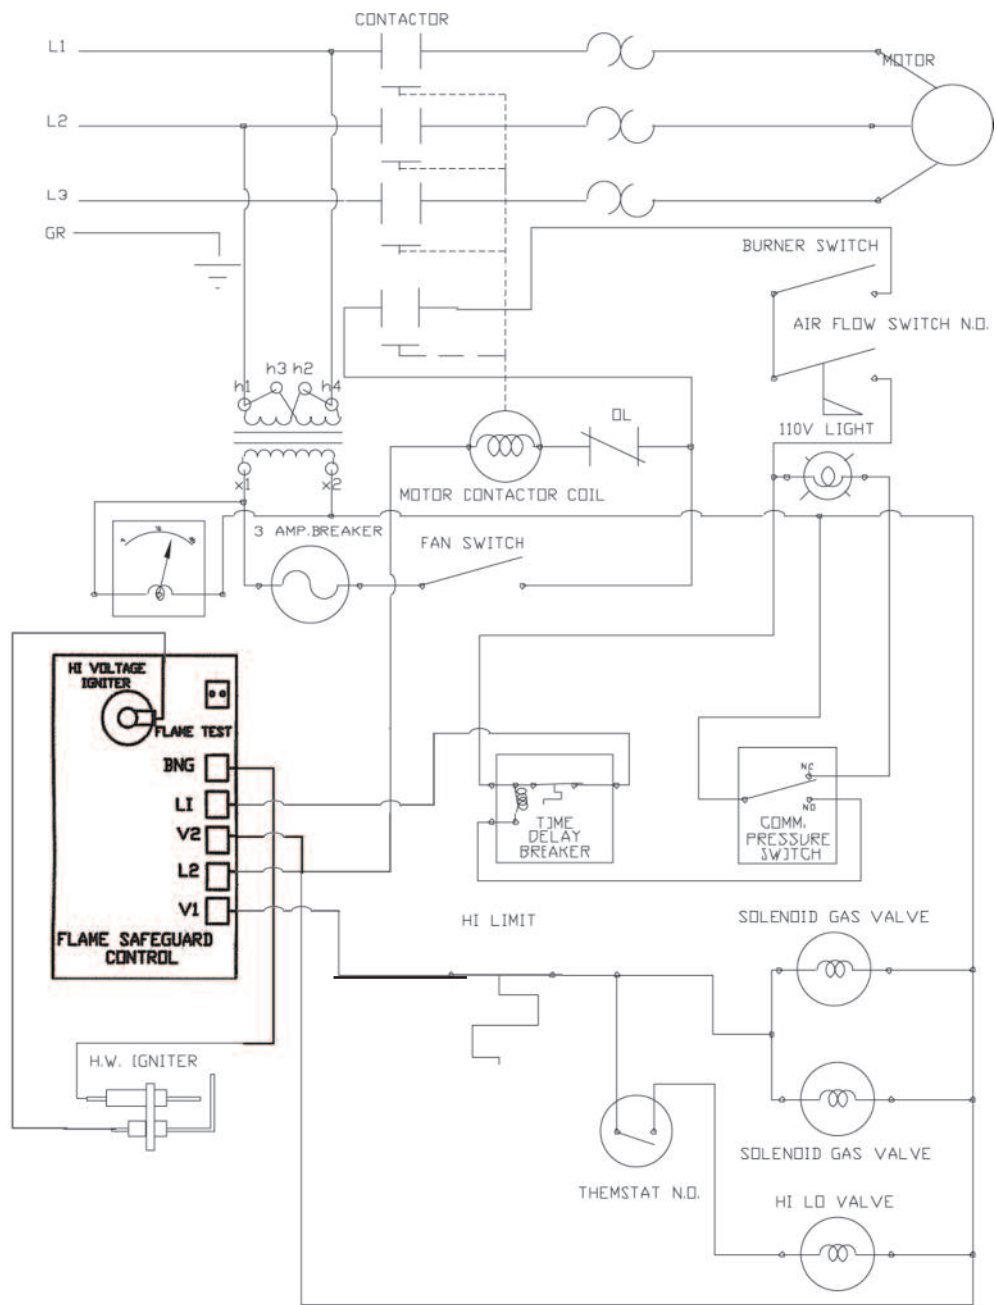 CONTACTOR
L1
MOTOR
L2
L3
GR
BURNER SWITCH
AIR FLOW SWITCH N.O.
h1 h3 h2 h4
OL
110V LIGHT
x1 x2
MOTOR CONTACTOR COIL
3 AMP.BREAKER
FAN SWITCH
HI VOLTAGE
IGNITER
FLAME TEST
BNG
LI
V2
L2
V1
FLAME SAFEGUARD
CONTROL
TIME
DELAY
BREAKER
NC
NO
COMM.
PRESSURE
SWITCH
HI LIMIT
SOLENOID GAS VALVE
H.W. IGNITER
SOLENOID GAS VALVE
THEMSTAT N.O.
HI LO VALVE